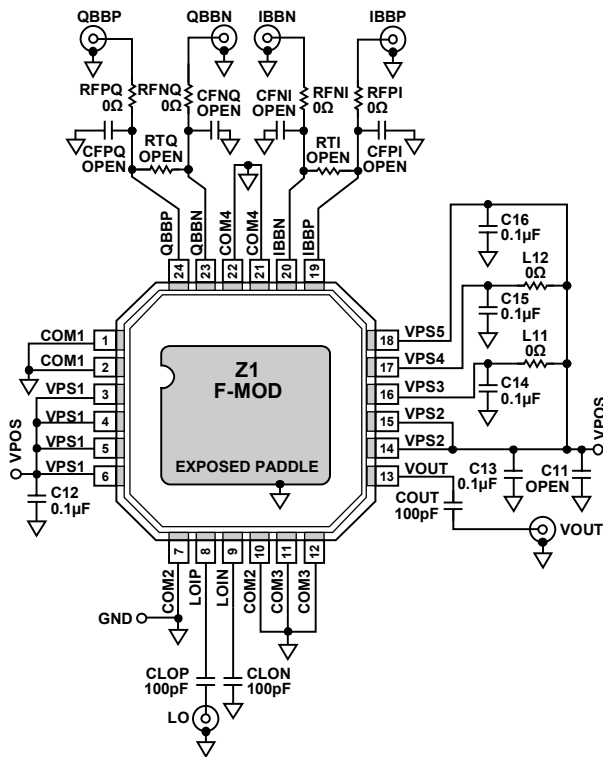 QBBP
QBBN
IBBN
IBBP
RFPQ
0Ω
RFNQ
0Ω
RFNI
0Ω
RFPI
0Ω
CFNQ
OPEN
CFNI
OPEN
CFPQ
OPEN
RTQ
OPEN
RTI
OPEN
CFPI
OPEN
QBBP
QBBN
COM4
COM4
IBBN
IBBP
24
23
22
21
20
19
C16
0.1µF
L12
0Ω
C15
0.1µF
L11
0Ω
C14
0.1µF
COM1
1
COM1
2
VPS1
3
VPS1
4
VPS1
5
VPS1
6
VPOS
C12
0.1µF
Z1
F-MOD
EXPOSED PADDLE
18
VPS5
17
VPS4
16
VPS3
15
VPS2
14
VPS2
13
VOUT
VPOS
C13
0.1µF
C11
OPEN
COUT
100pF
VOUT
7
8
9
10
11
12
COM2
LOIP
LOIN
COM2
COM3
COM3
GND
CLOP
100pF
CLON
100pF
LO